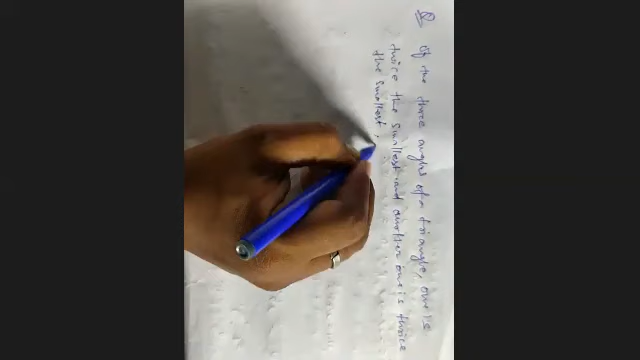 Q Of the three angles of a triangle, one is
twice the smallest and another one is thrice
the smallest.